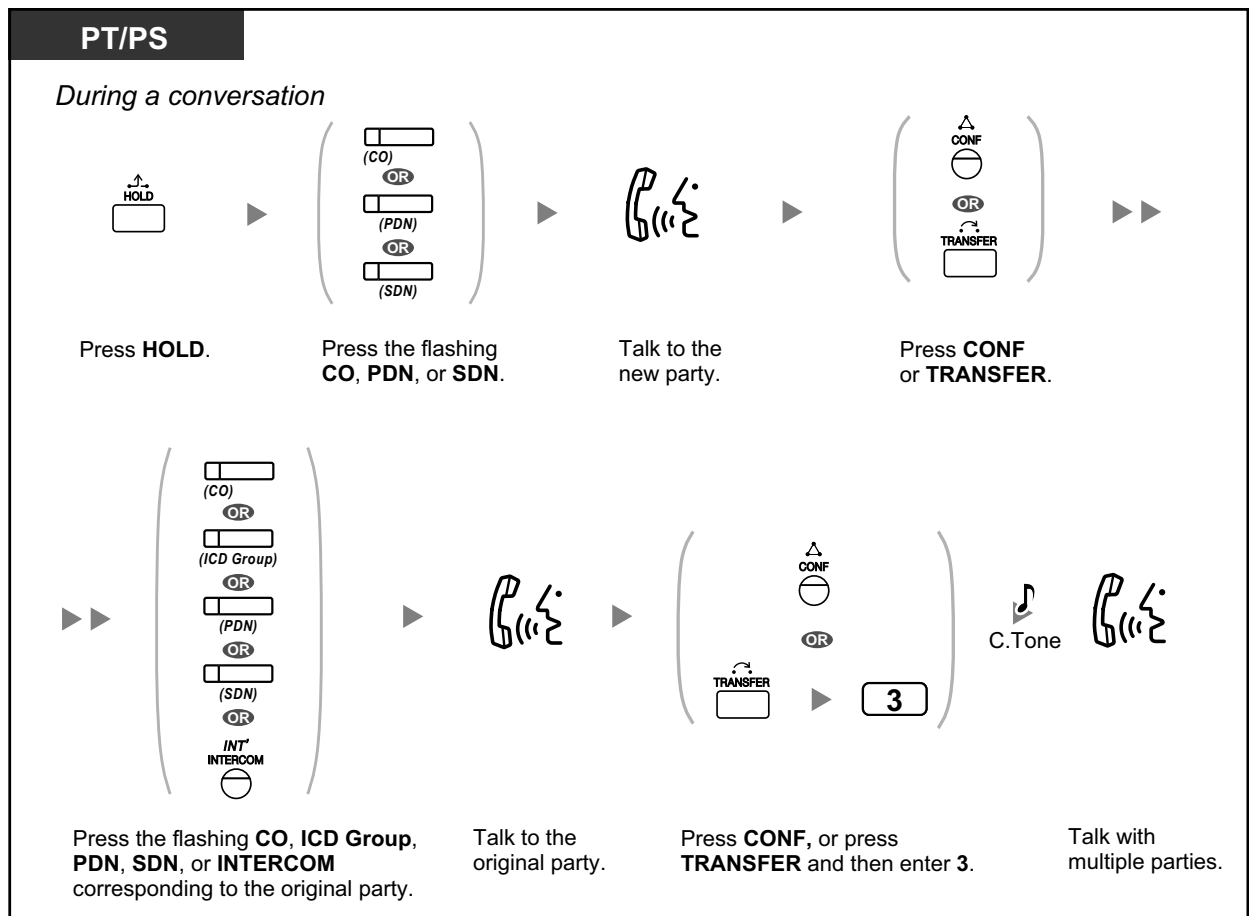 PT/PS
During a conversation
HOLD
(CO)
OR
(PDN)
OR
(SDN)
CONF
OR
TRANSFER
Press HOLD.
Press the flashing
CO, PDN, or SDN.
Talk to the
new party.
Press CONF
or TRANSFER.
(CO)
OR
(ICD Group)
OR
(PDN)
OR
(SDN)
OR
INT'
INTERCOM
CONF
OR
TRANSFER
3
C.Tone
Press the flashing CO, ICD Group,
PDN, SDN, or INTERCOM
corresponding to the original party.
Talk to the
original party.
Press CONF, or press
TRANSFER and then enter 3.
Talk with
multiple parties.